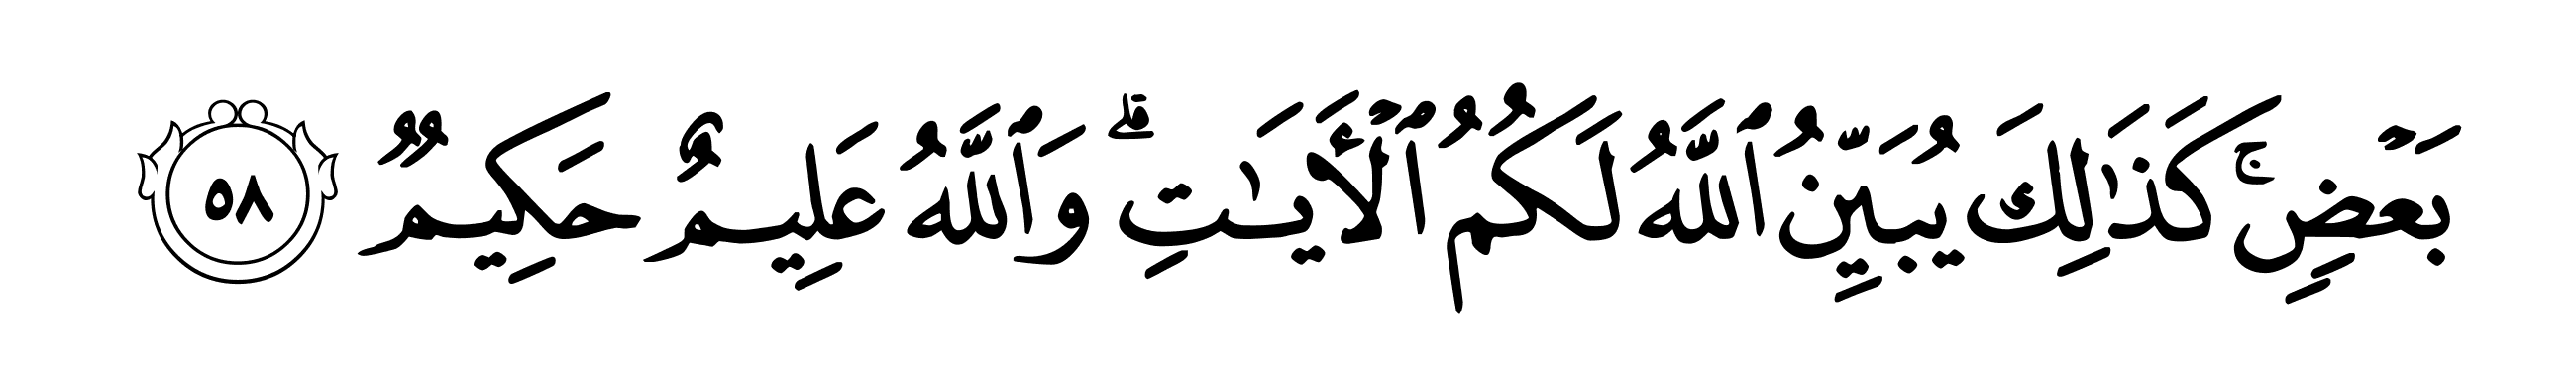 بَعۡضٖۚ كَذَٰلِكَ يُبَيِّنُ ٱللَّهُ لَكُمُ ٱلۡأٓيَٰتِۗ وَٱللَّهُ عَلِيمٌ حَكِيمٞ ٥٨